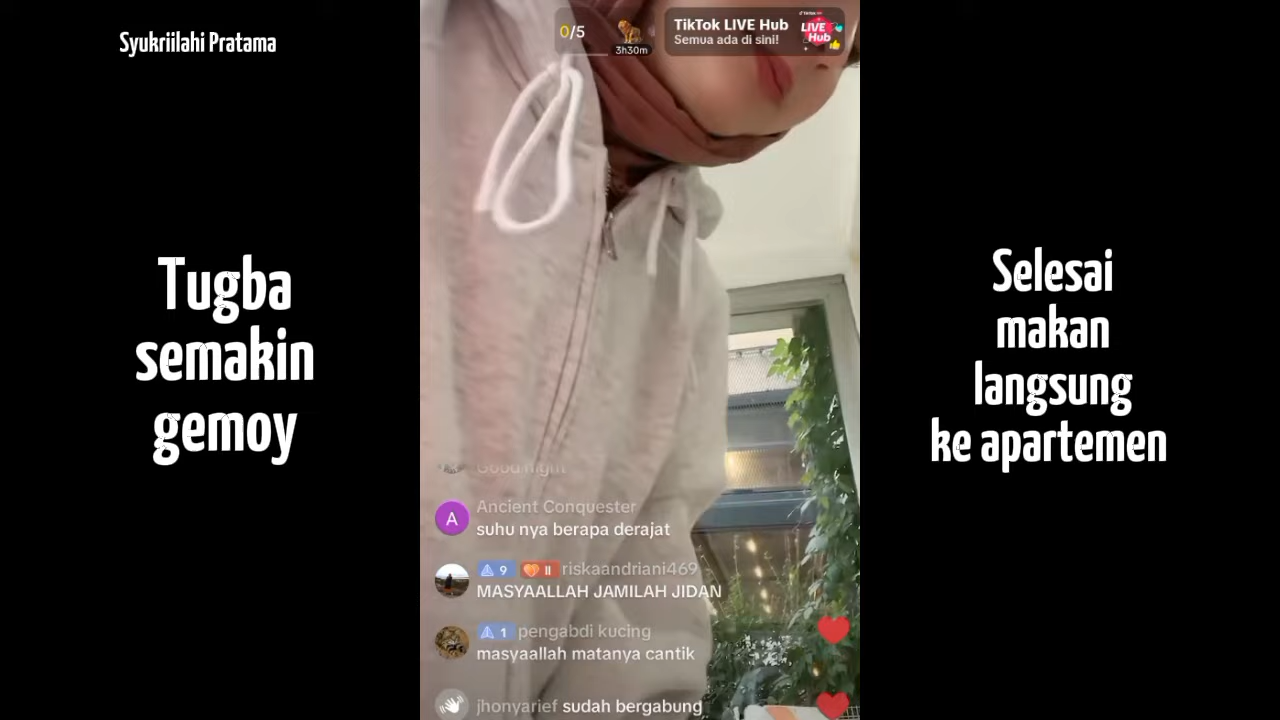 Syukriilahi Pratama
Tugba
semakin
gemoy
0/5
3h30m
TikTok LIVE Hub
Semua ada di sini!
LIVE
Hub
Good night
Ancient Conquester
A
suhu nya berapa derajat
9 II riskaandriani469
MASYAALLAH JAMILAH JIDAN
1 pengabdi kucing
masyaallah matanya cantik
jhonyarief sudah bergabung
Selesai
makan
langsung
ke apartemen